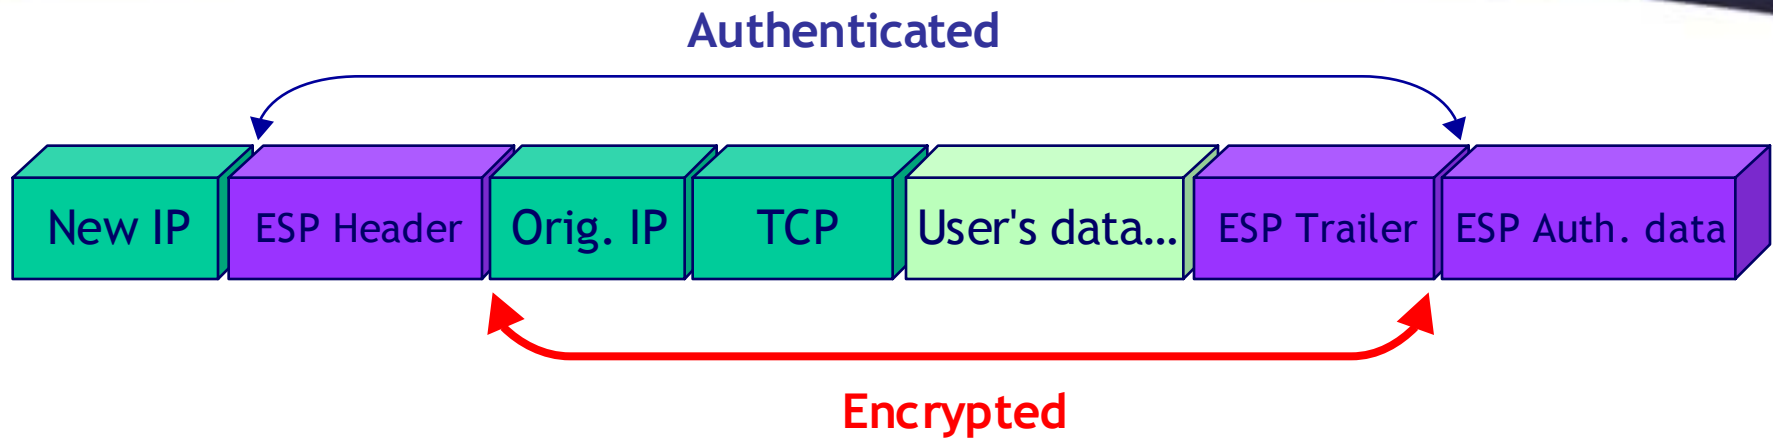 Authenticated
New IP ESP Header Orig. IP TCP User's data... ESP Trailer ESP Auth. data
Encrypted